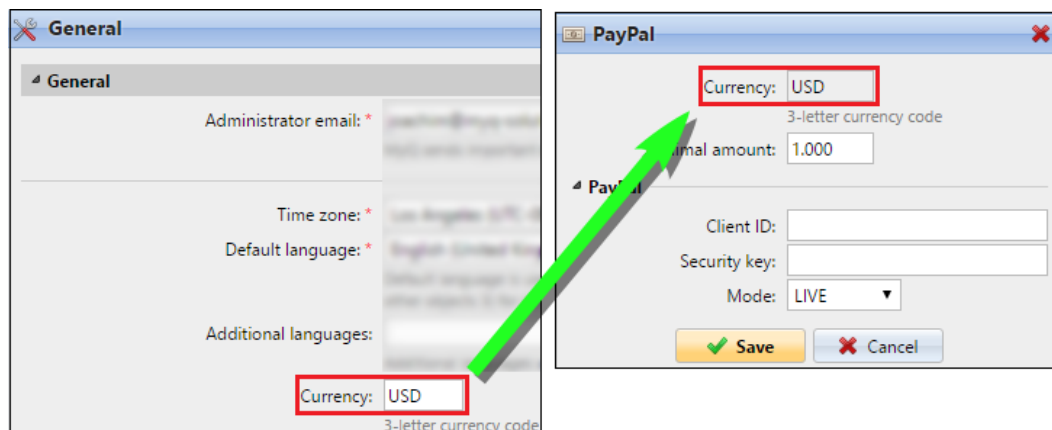 General
General
Administrator email: *
Time zone: *
Default language: *
Additional languages:
Currency: USD
3-letter currency code
PayPal
Currency: USD
3-letter currency code
imal amount: 1.000
PayPal
Client ID:
Security key:
Mode: LIVE
Save Cancel